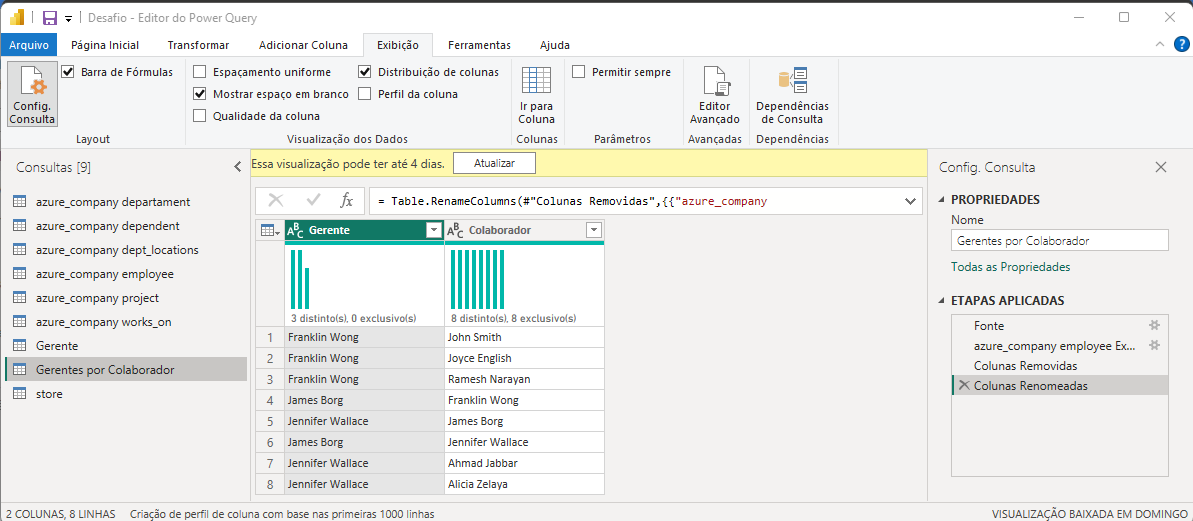 Desafio - Editor do Power Query
Arquivo Página Inicial Transformar Adicionar Coluna Exibição Ferramentas Ajuda
Config. Consulta
Barra de Fórmulas
Layout
Espaçamento uniforme
Mostrar espaço em branco
Qualidade da coluna
Distribuição de colunas
Perfil da coluna
Visualização dos Dados
Ir para Coluna
Colunas
Permitir sempre
Parâmetros
Editor Avançado
Avançadas
Dependências de Consulta
Dependências
Consultas [9]
azure_company departament
azure_company dependent
azure_company dept_locations
azure_company employee
azure_company project
azure_company works_on
Gerente
Gerentes por Colaborador
store
Essa visualização pode ter até 4 dias. Atualizar
fx = Table.RenameColumns(#"Colunas Removidas",{{"azure_company
ABC Gerente ABC Colaborador
3 distinto(s), 0 exclusivo(s) 8 distinto(s), 8 exclusivo(s)
1 Franklin Wong John Smith
2 Franklin Wong Joyce English
3 Franklin Wong Ramesh Narayan
4 James Borg Franklin Wong
5 Jennifer Wallace James Borg
6 James Borg Jennifer Wallace
7 Jennifer Wallace Ahmad Jabbar
8 Jennifer Wallace Alicia Zelaya
Config. Consulta
PROPRIEDADES
Nome
Gerentes por Colaborador
Todas as Propriedades
ETAPAS APLICADAS
Fonte
azure_company employee Ex...
Colunas Removidas
Colunas Renomeadas
2 COLUNAS, 8 LINHAS Criação de perfil de coluna com base nas primeiras 1000 linhas VISUALIZAÇÃO BAIXADA EM DOMINGO